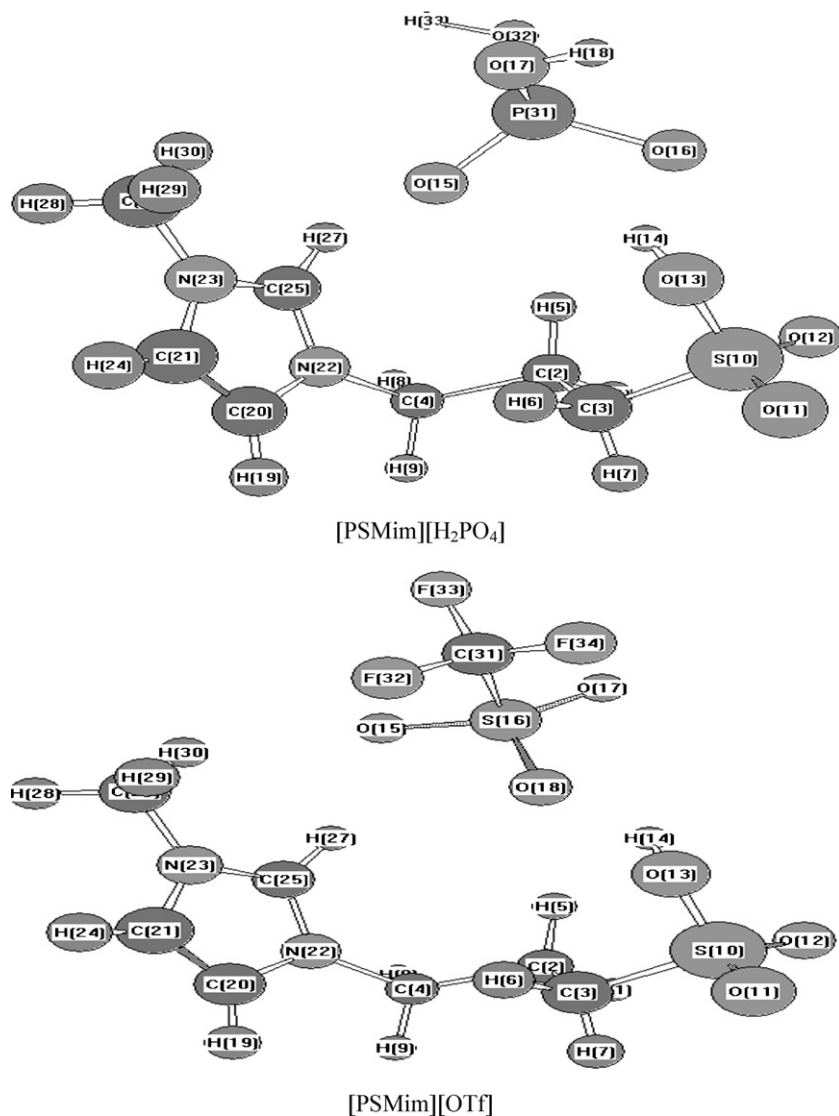 H(33)
O(32)
O(17)
H(18)
P(31)
O(16)
O(15)
H(30)
H(29)
H(28)
H(27)
H(14)
N(23)
C(25)
O(13)
H(5)
O(12)
H(24)
C(21)
N(22)
C(2)
S(10)
H(8)
C(4)
H(6)
C(3)
O(11)
C(20)
H(9)
H(7)
H(19)
[PSMim][H₂PO₄]
F(33)
F(34)
C(31)
F(32)
O(17)
S(16)
O(15)
H(30)
H(29)
O(18)
H(28)
H(27)
H(14)
N(23)
C(25)
O(13)
H(5)
H(24)
C(21)
O(12)
N(22)
S(10)
C(2)
H(6)
C(20)
C(4)
C(3)
O(11)
H(19)
H(9)
H(7)
[PSMim][OTf]